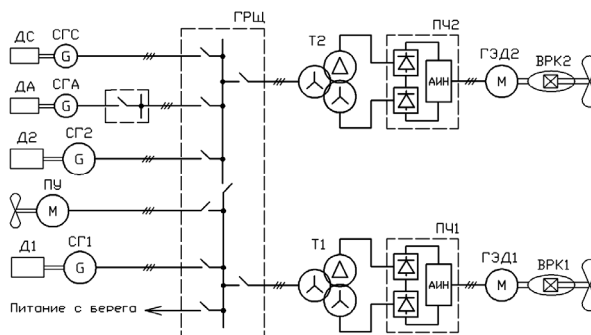 ГРЩ
ДС СГС
G
Т2
ПЧ2
ГЭД2
ВРК2
АИН
M
ДА СГА
G
Д2 СГ2
G
ПУ
M
Д1 СГ1
G
Т1
ПЧ1
ГЭД1
ВРК1
АИН
M
Питание с берега